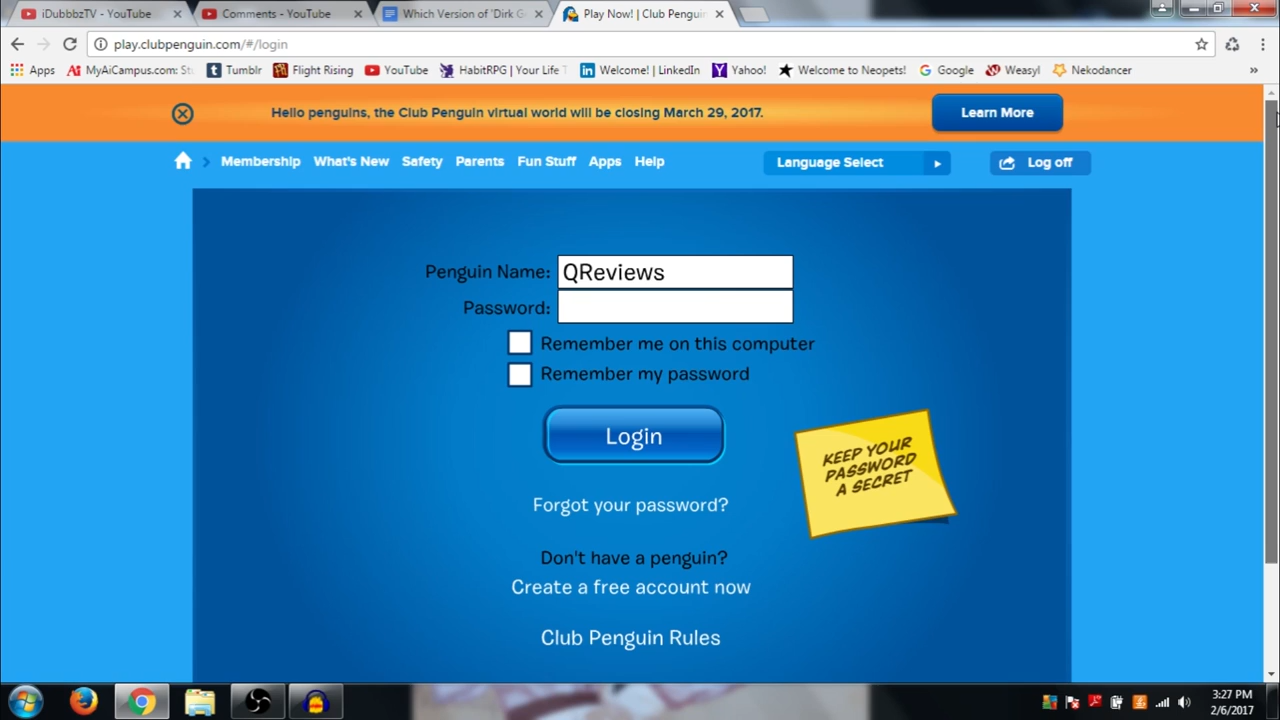 iDubbbzTV - YouTube
Comments - YouTube
Which Version of 'Dirk G
Play Now! | Club Penguin
play.clubpenguin.com/#/login
Apps
MyAiCampus.com: St
Tumblr
Flight Rising
YouTube
HabitRPG | Your Life T
Welcome! | LinkedIn
Yahoo!
Welcome to Neopets!
Google
Weasyl
Nekodancer
Hello penguins, the Club Penguin virtual world will be closing March 29, 2017.
Learn More
Membership
What's New
Safety
Parents
Fun Stuff
Apps
Help
Language Select
Log off
Penguin Name: QReviews
Password:
Remember me on this computer
Remember my password
Login
KEEP YOUR
PASSWORD
A SECRET
Forgot your password?
Don't have a penguin?
Create a free account now
Club Penguin Rules
3:27 PM
2/6/2017